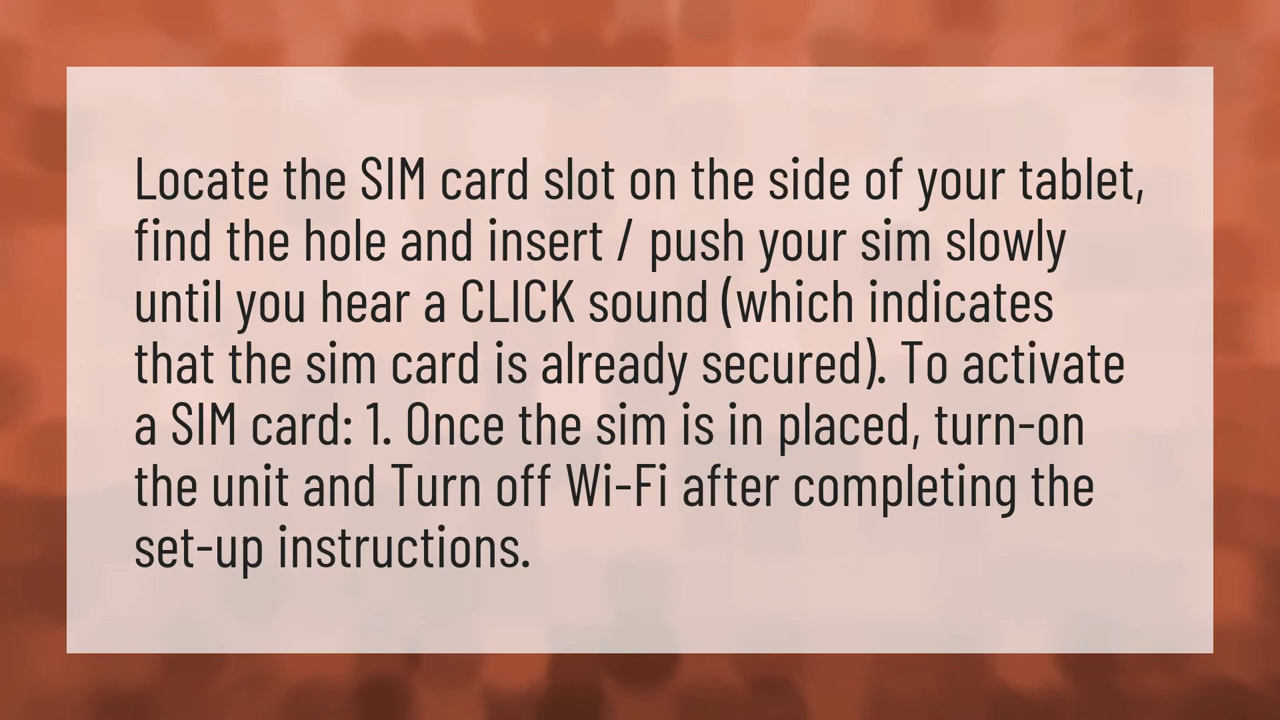 Locate the SIM card slot on the side of your tablet,
find the hole and insert / push your sim slowly
until you hear a CLICK sound (which indicates
that the sim card is already secured). To activate
a SIM card: 1. Once the sim is in placed, turn-on
the unit and Turn off Wi-Fi after completing the
set-up instructions.